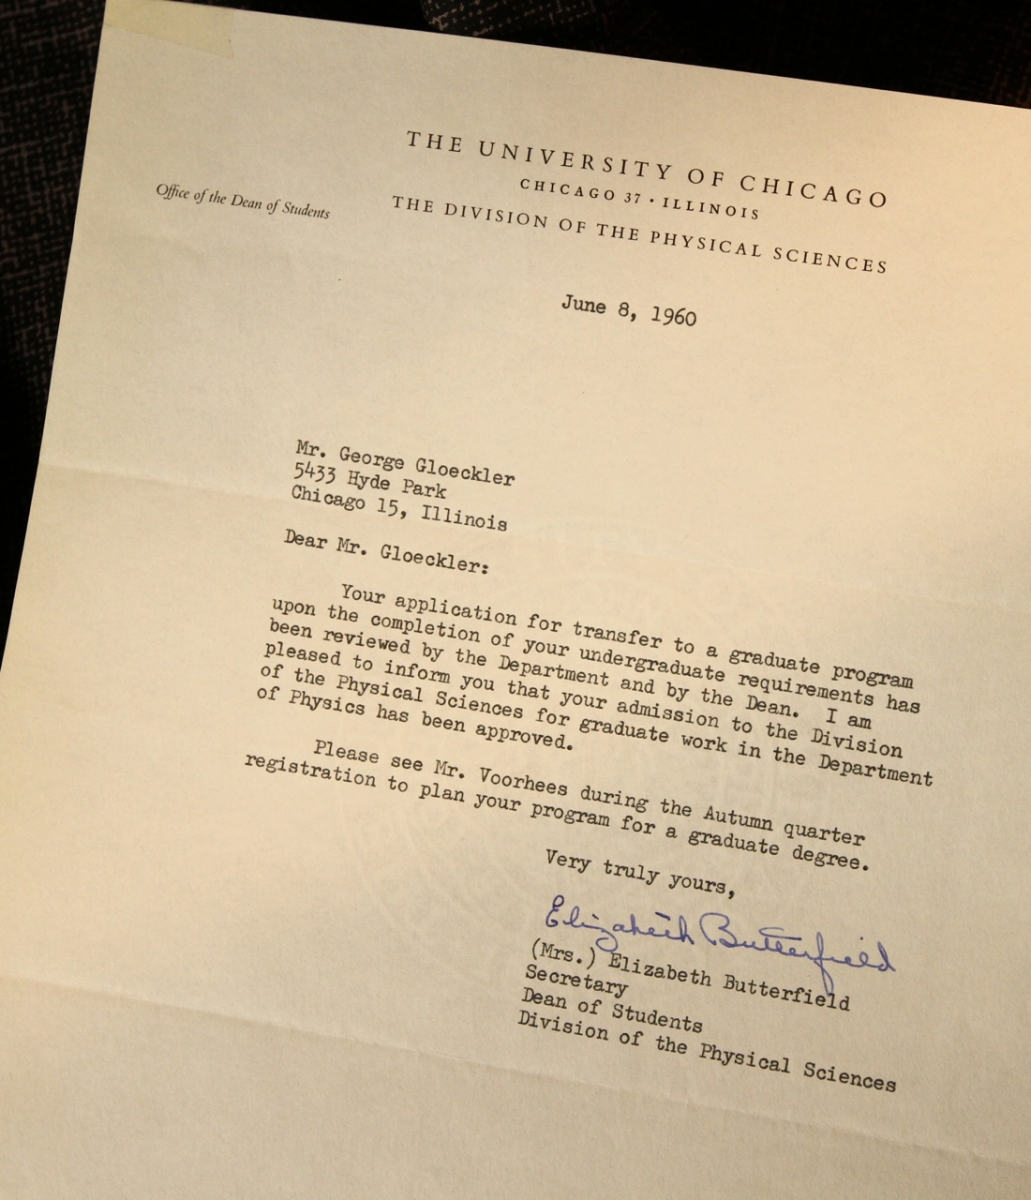 THE UNIVERSITY OF CHICAGO
CHICAGO 37 • ILLINOIS
Office of the Dean of Students
THE DIVISION OF THE PHYSICAL SCIENCES
June 8, 1960
Mr. George Gloeckler
5433 Hyde Park
Chicago 15, Illinois
Dear Mr. Gloeckler:
Your application for transfer to a graduate program
upon the completion of your undergraduate requirements has
been reviewed by the Department and by the Dean. I am
pleased to inform you that your admission to the Division
of the Physical Sciences for graduate work in the Department
of Physics has been approved.
Please see Mr. Voorhees during the Autumn quarter
registration to plan your program for a graduate degree.
Very truly yours,
Elizabeth Butterfield
(Mrs.) Elizabeth Butterfield
Secretary
Dean of Students
Division of the Physical Sciences